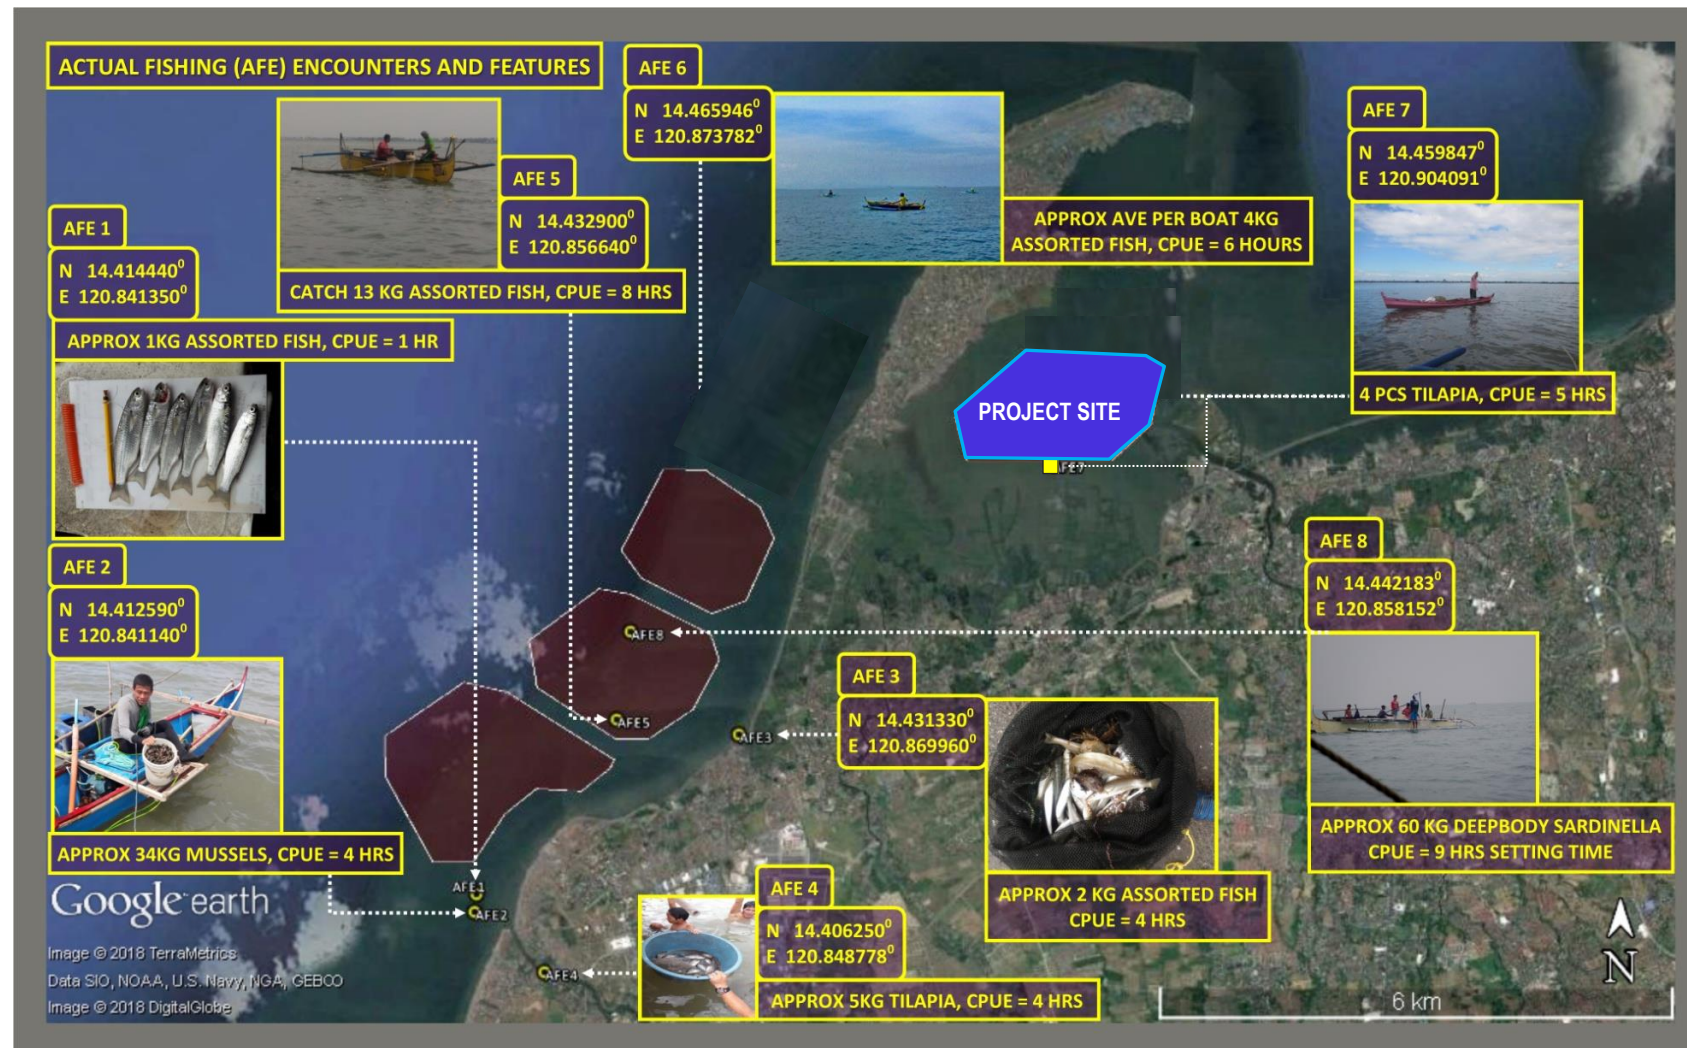 ACTUAL FISHING (AFE) ENCOUNTERS AND FEATURES
AFE 6
N 14.465946⁰
E 120.873782⁰
APPROX AVE PER BOAT 4KG
ASSORTED FISH, CPUE = 6 HOURS
AFE 7
N 14.459847⁰
E 120.904091⁰
4 PCS TILAPIA, CPUE = 5 HRS
AFE 5
N 14.432900⁰
E 120.856640⁰
CATCH 13 KG ASSORTED FISH, CPUE = 8 HRS
AFE 1
N 14.414440⁰
E 120.841350⁰
APPROX 1KG ASSORTED FISH, CPUE = 1 HR
PROJECT SITE
AFE7
AFE 2
N 14.412590⁰
E 120.841140⁰
APPROX 34KG MUSSELS, CPUE = 4 HRS
AFE 8
N 14.442183⁰
E 120.858152⁰
APPROX 60 KG DEEPBODY SARDINELLA
CPUE = 9 HRS SETTING TIME
AFE8
AFE5
AFE3
AFE 3
N 14.431330⁰
E 120.869960⁰
APPROX 2 KG ASSORTED FISH
CPUE = 4 HRS
AFE1
AFE2
AFE4
AFE 4
N 14.406250⁰
E 120.848778⁰
APPROX 5KG TILAPIA, CPUE = 4 HRS
Google earth
Image © 2018 TerraMetrics
Data SIO, NOAA, U.S. Navy, NGA, GEBCO
Image © 2018 DigitalGlobe
N
6 km